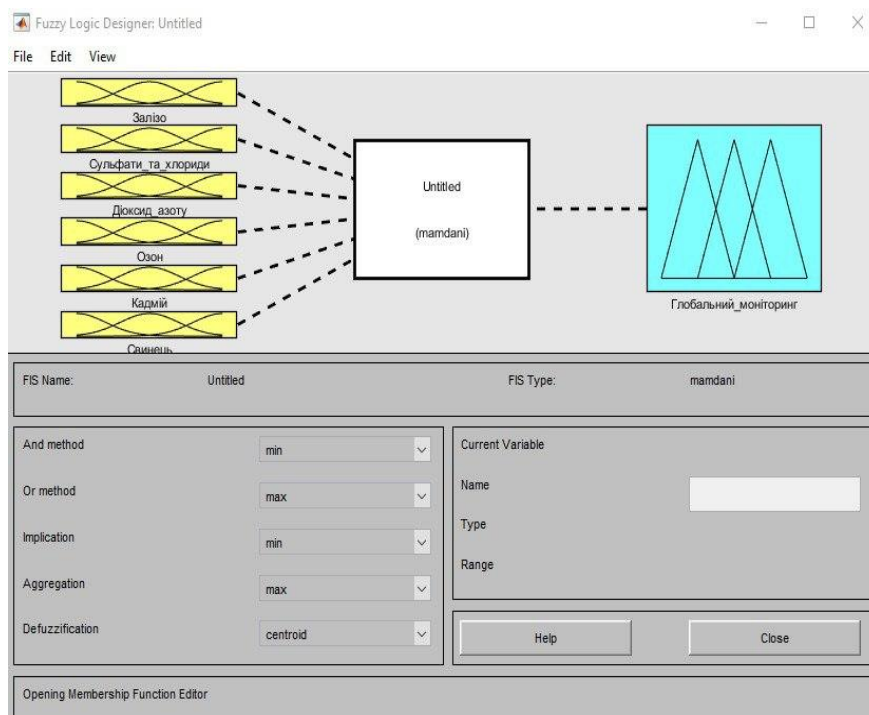 Fuzzy Logic Designer: Untitled
File Edit View
Залізо
Сульфати_та_хлориди
Діоксид_азоту
Озон
Кадмій
Свинець
Untitled
(mamdani)
Глобальний_моніторинг
FIS Name: Untitled FIS Type: mamdani
And method min
Or method max
Implication min
Aggregation max
Defuzzification centroid
Current Variable
Name
Type
Range
Help Close
Opening Membership Function Editor